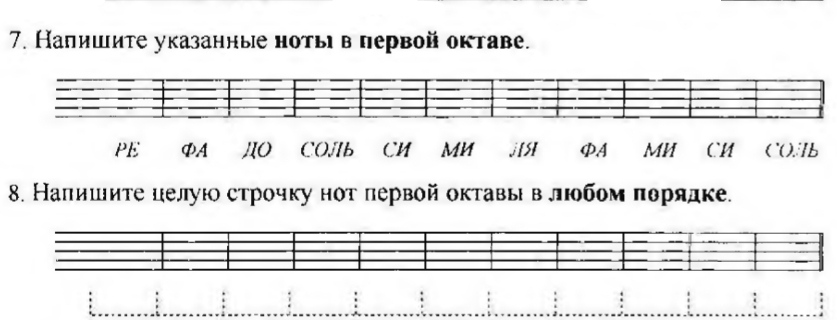 7. Напишите указанные ноты в первой октаве.
РЕ ФА ДО СОЛЬ СИ МИ ЛЯ ФА МИ СИ СОЛЬ
8. Напишите целую строчку нот первой октавы в любом порядке.